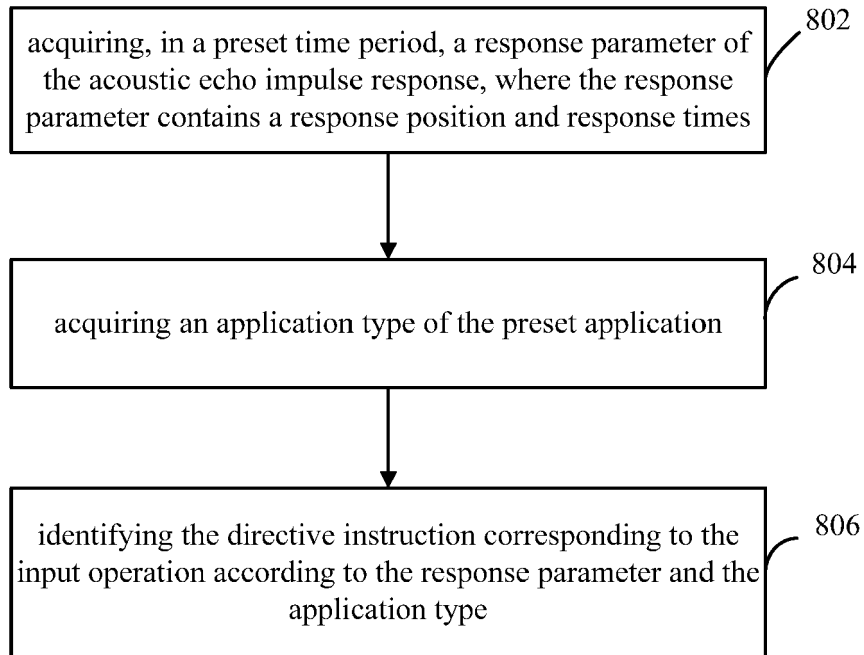 802
acquiring, in a preset time period, a response parameter of
the acoustic echo impulse response, where the response
parameter contains a response position and response times
804
acquiring an application type of the preset application
806
identifying the directive instruction corresponding to the
input operation according to the response parameter and the
application type